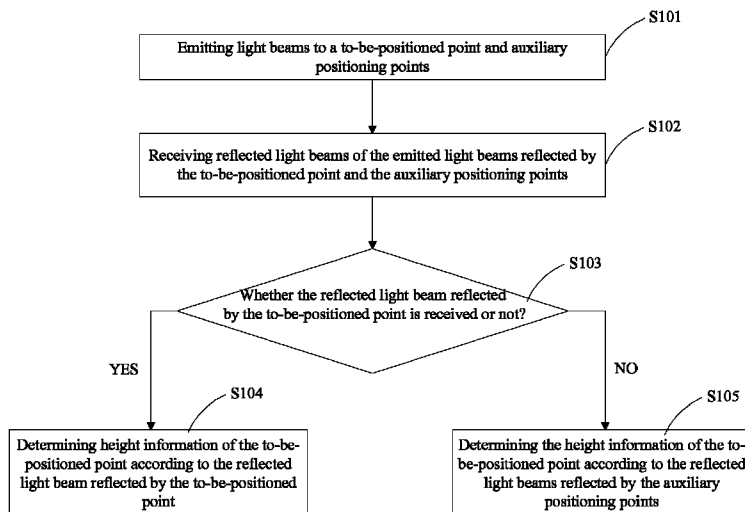 S101
Emitting light beams to a to-be-positioned point and auxiliary
positioning points
S102
Receiving reflected light beams of the emitted light beams reflected by
the to-be-positioned point and the auxiliary positioning points
S103
Whether the reflected light beam reflected
by the to-be-positioned point is received or not?
YES
NO
S104
Determining height information of the to-be-
positioned point according to the reflected
light beam reflected by the to-be-positioned
point
S105
Determining the height information of the to-
be-positioned point according to the reflected
light beams reflected by the auxiliary
positioning points